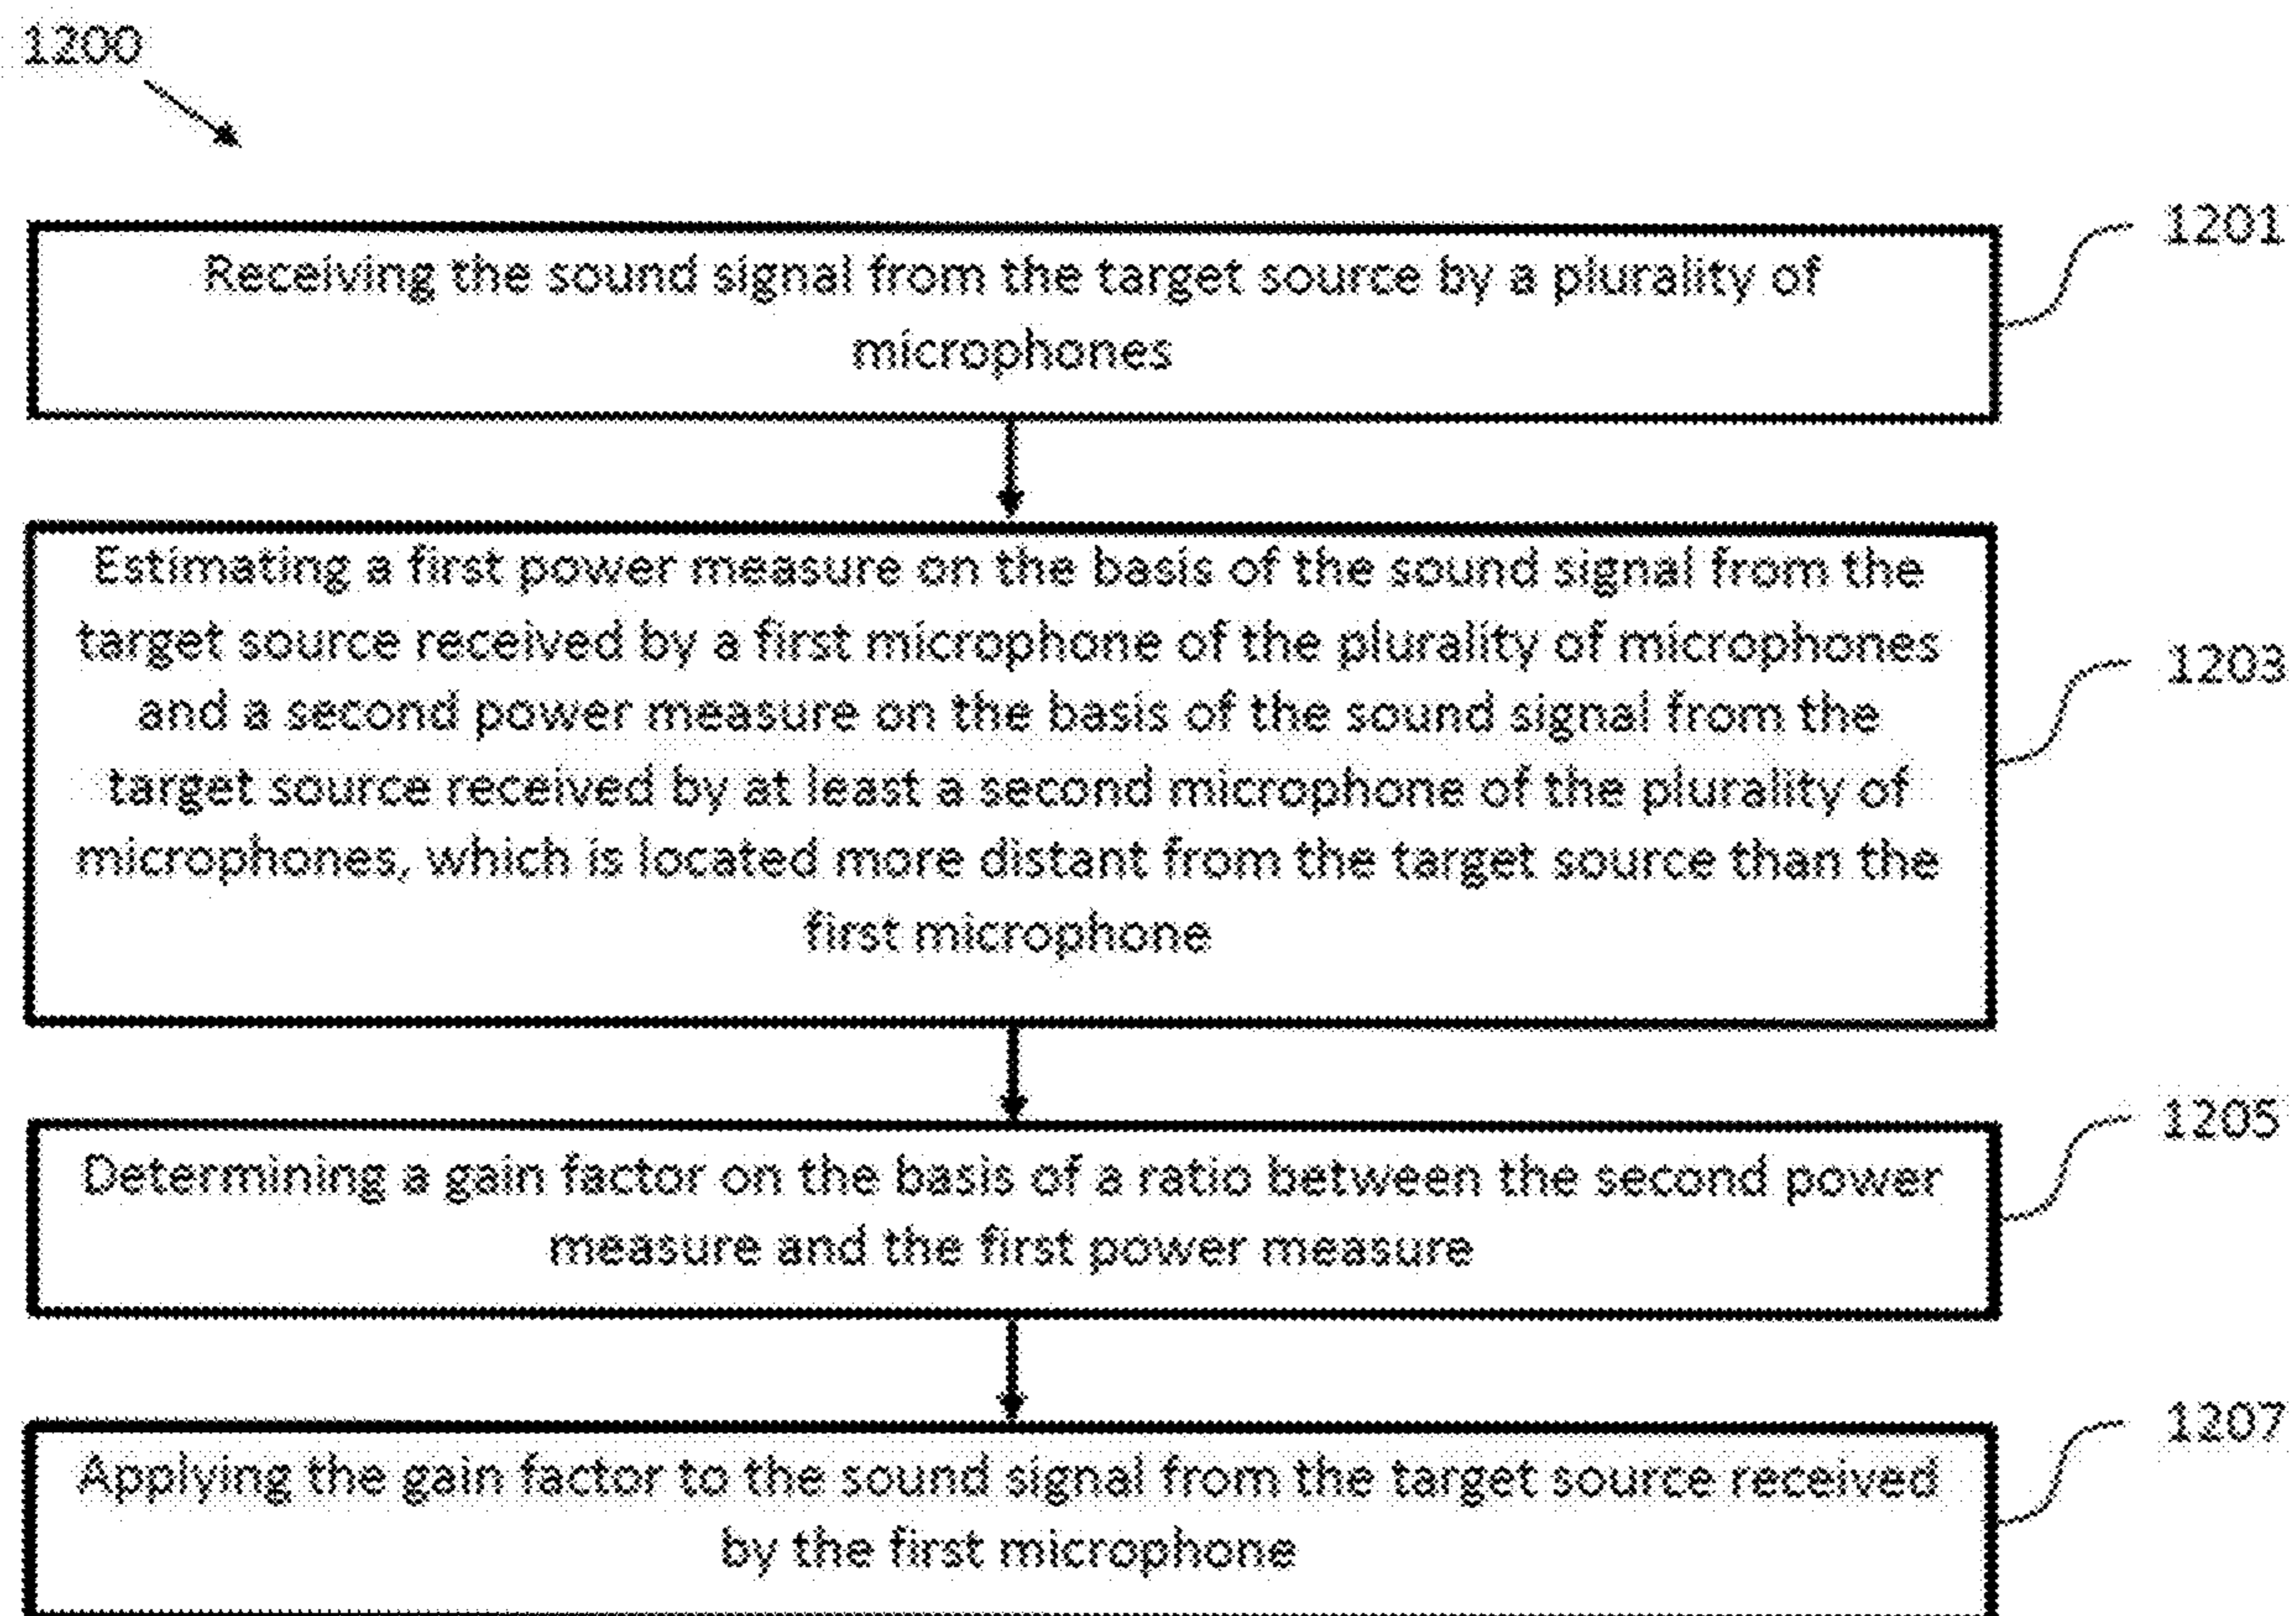 1200
1201
Receiving the sound signal from the target source by a plurality of
microphones
Estimating a first power measure on the basis of the sound signal from the
target source received by a first microphone of the plurality of microphones
1203
and a second power measure on the basis of the sound signal from the
target source received by at least a second microphone of the plurality of
microphones, which is located more distant from the target source than the
first microphone
1205
Determining a gain factor on the basis of a ratio between the second power
measure and the first power measure
1207
Applying the gain factor to the sound signal from the target source received
by the first microphone